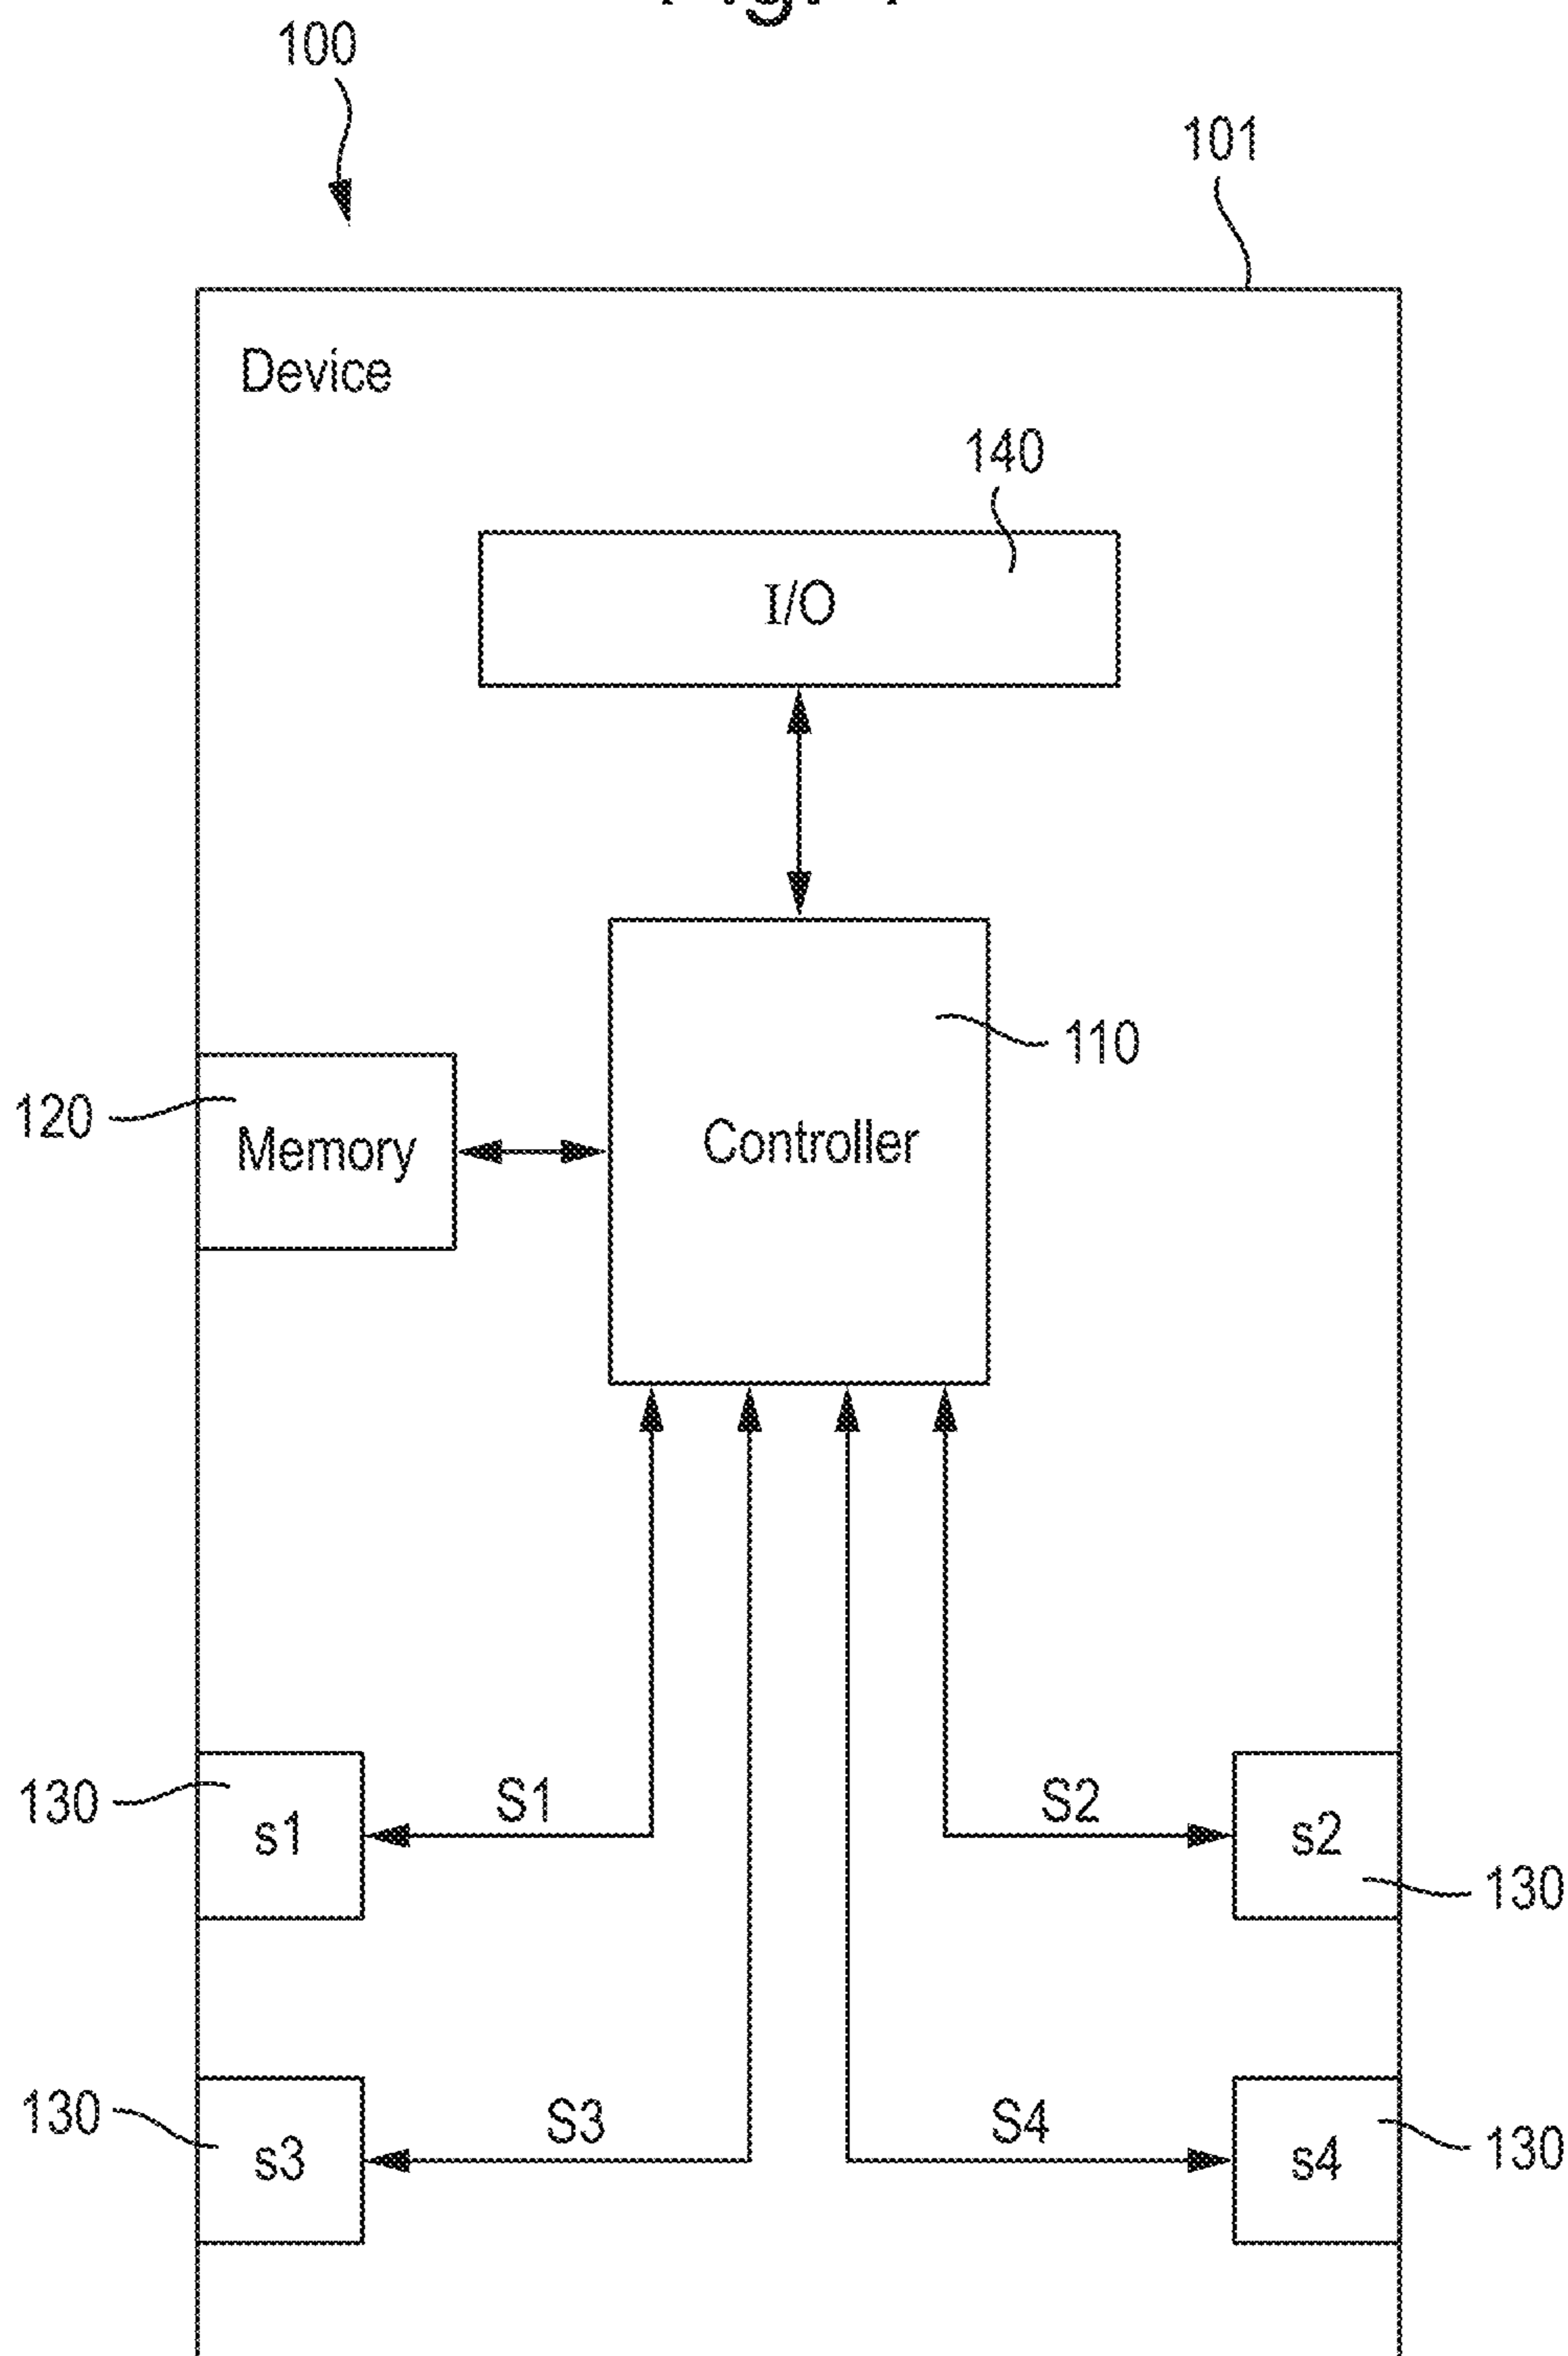 100
101
Device
140
I/O
110
120
Memory
Controller
130
s1
S1
S2
s2
130
130
s3
S3
S4
s4
130